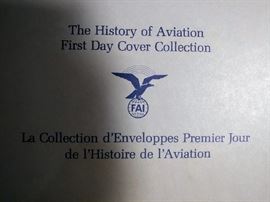 The History of Aviation
First Day Cover Collection
FAI
La Collection d'Enveloppes Premier Jour
de l'Histoire de l'Aviation